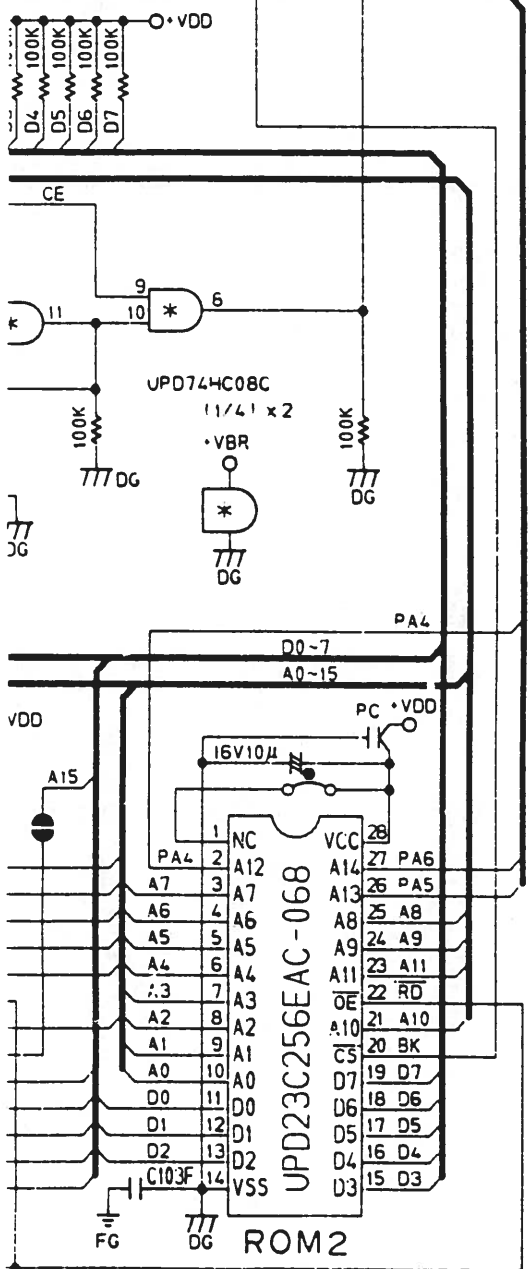 +VDD
100K
100K
100K
100K
D4
D5
D6
D7
CE
9
11
10
6
*
*
UPD74HC08C
(1/4) x 2
100K
+VBR
100K
DG
*
DG
DG
DG
PA4
D0~7
A0~15
VDD
PC
+VDD
16V10μ
A15
1 NC
VCC 28
PA4 2 A12
A14 27 PA6
A7 3 A7
A13 26 PA5
A6 4 A6
A8 25 A8
A5 5 A5
A9 24 A9
A4 6 A4
A11 23 A11
A3 7 A3
OE 22 RD
A2 8 A2
A10 21 A10
A1 9 A1
CS 20 BK
A0 10 A0
D7 19 D7
D0 11 D0
D6 18 D6
D1 12 D1
D5 17 D5
D2 13 D2
D4 16 D4
C103F 14 VSS
D3 15 D3
UPD23C256EAC-068
FG
DG
ROM2